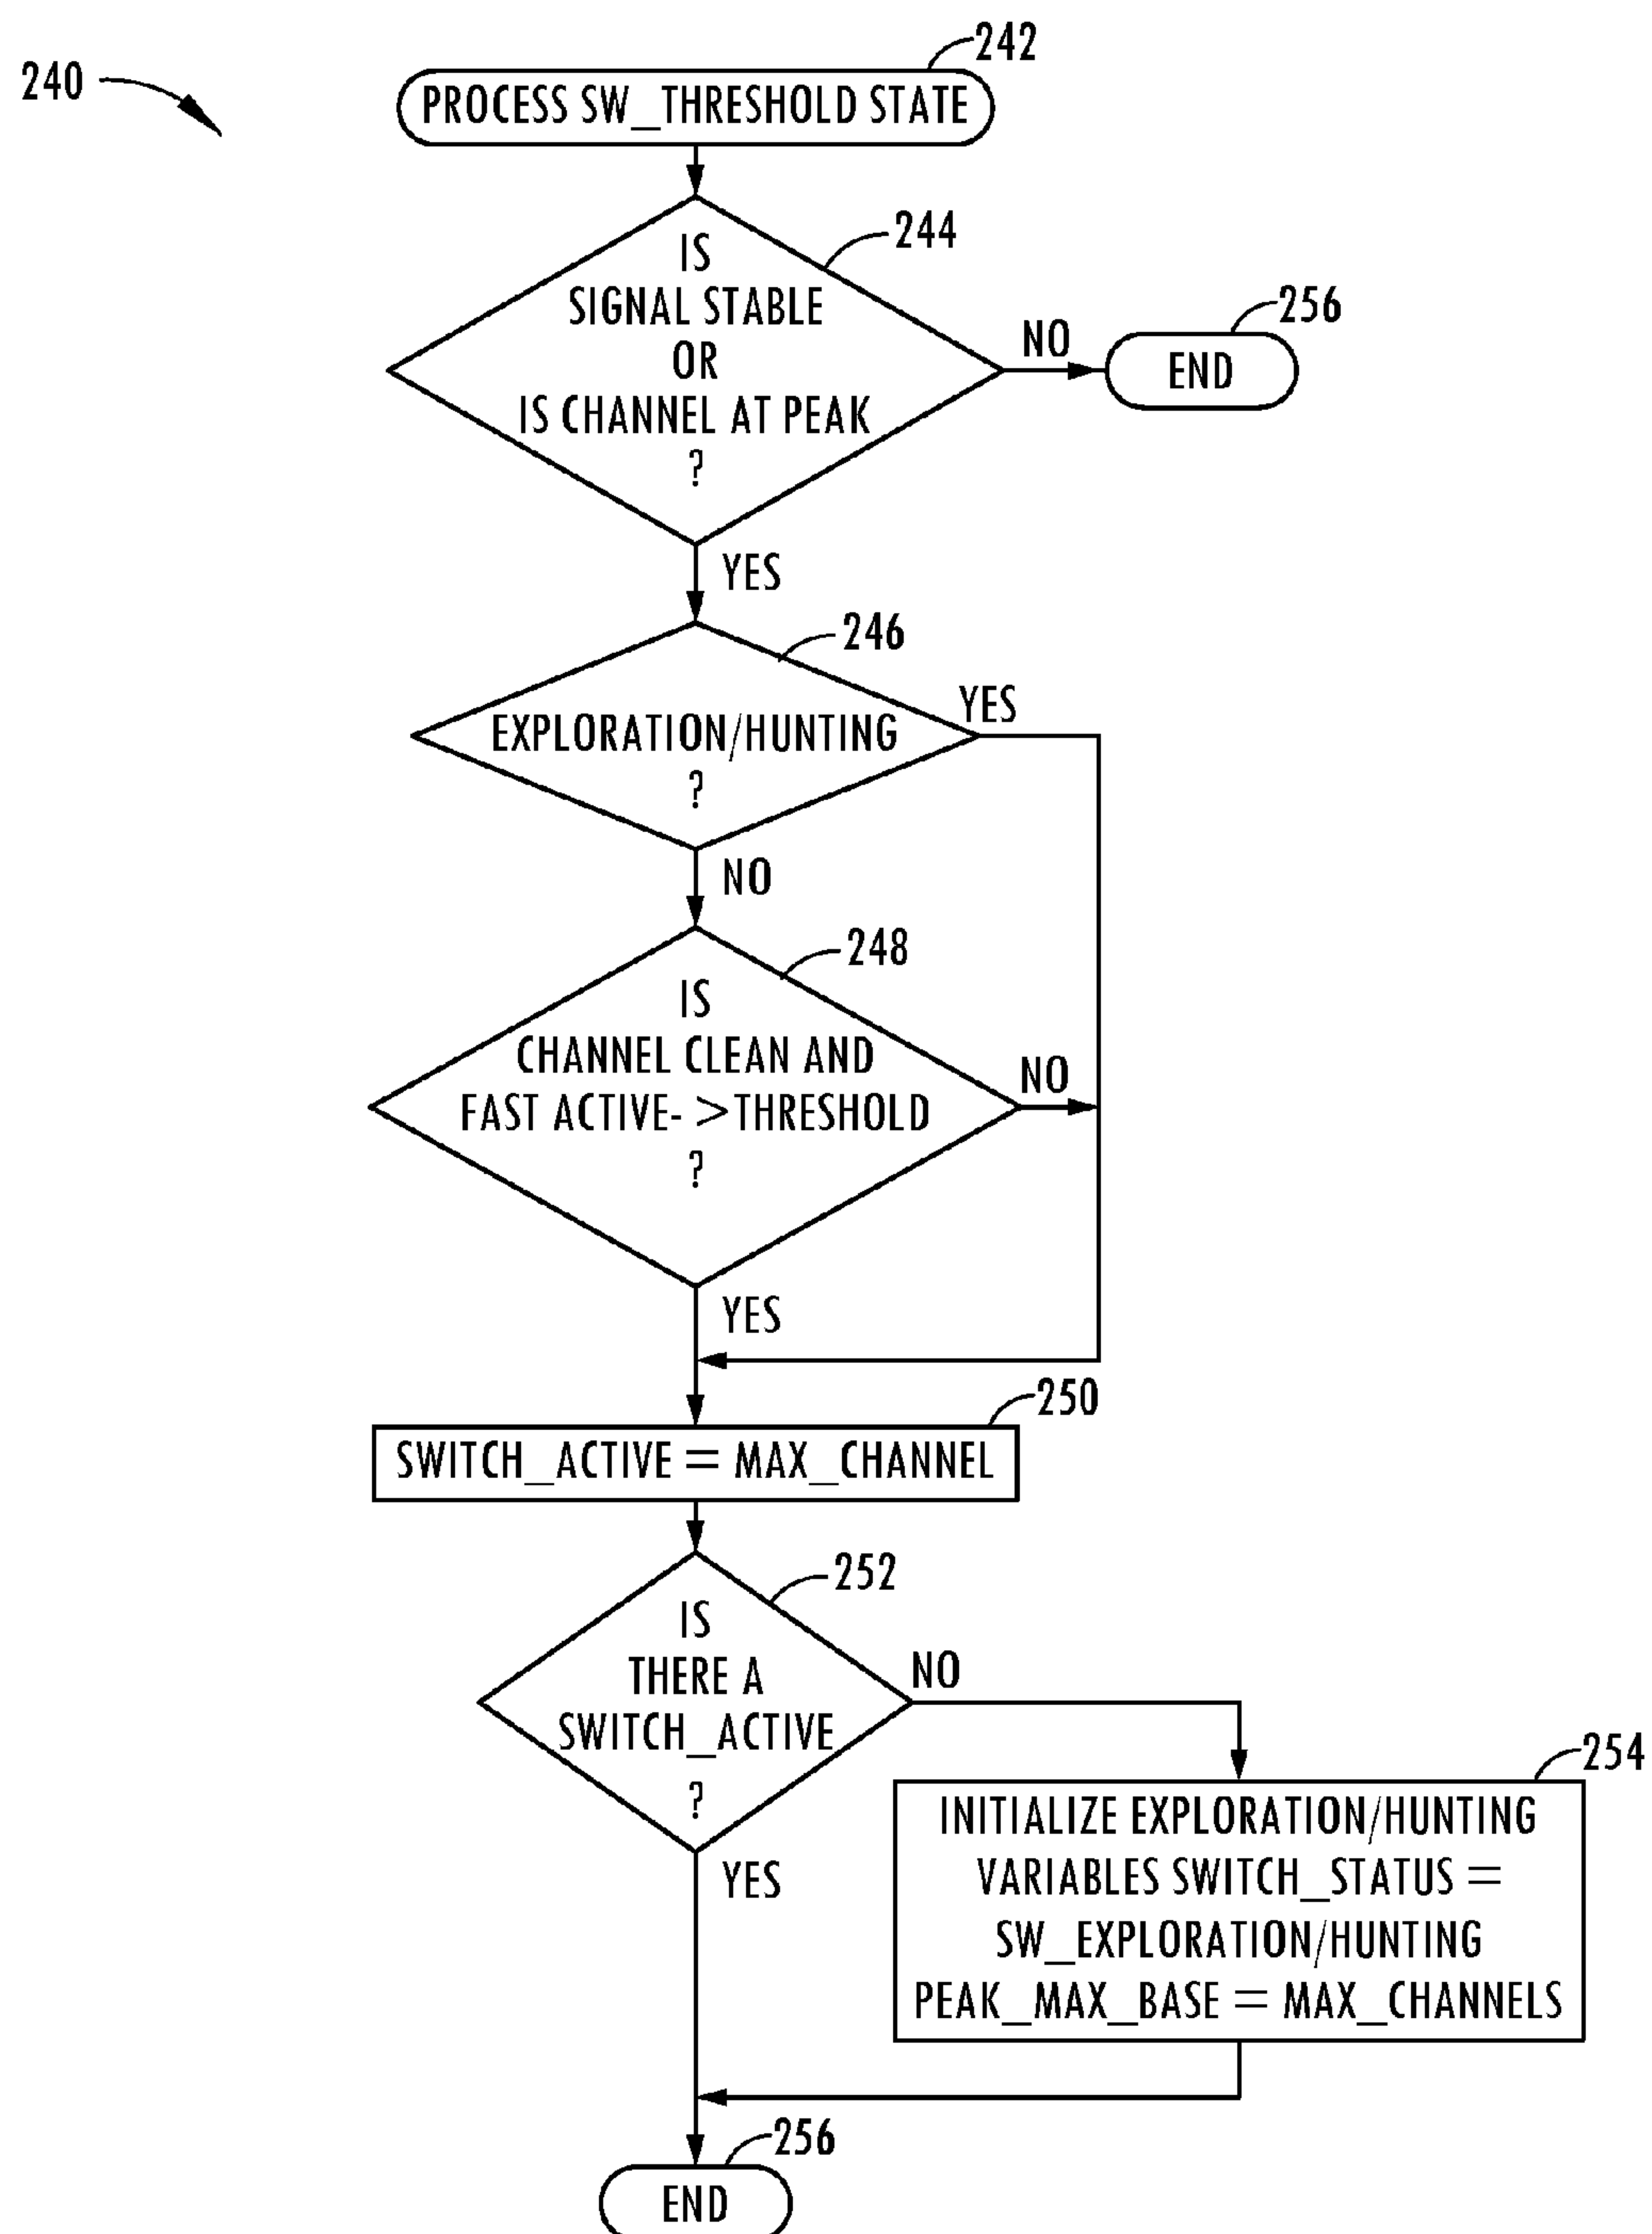 242
240
PROCESS SW_THRESHOLD STATE
244
IS
SIGNAL STABLE
OR
IS CHANNEL AT PEAK
?
NO
256
END
YES
246
EXPLORATION/HUNTING
?
YES
NO
248
IS
CHANNEL CLEAN AND
FAST ACTIVE- >THRESHOLD
?
NO
YES
250
SWITCH_ACTIVE = MAX_CHANNEL
252
IS
THERE A
SWITCH_ACTIVE
?
NO
YES
254
INITIALIZE EXPLORATION/HUNTING
VARIABLES SWITCH_STATUS =
SW_EXPLORATION/HUNTING
PEAK_MAX_BASE = MAX_CHANNELS
256
END